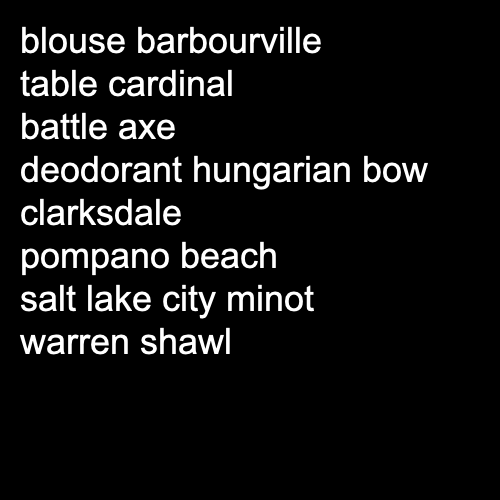 blouse barbourville
table cardinal
battle axe
deodorant hungarian bow
clarksdale
pompano beach
salt lake city minot
warren shawl